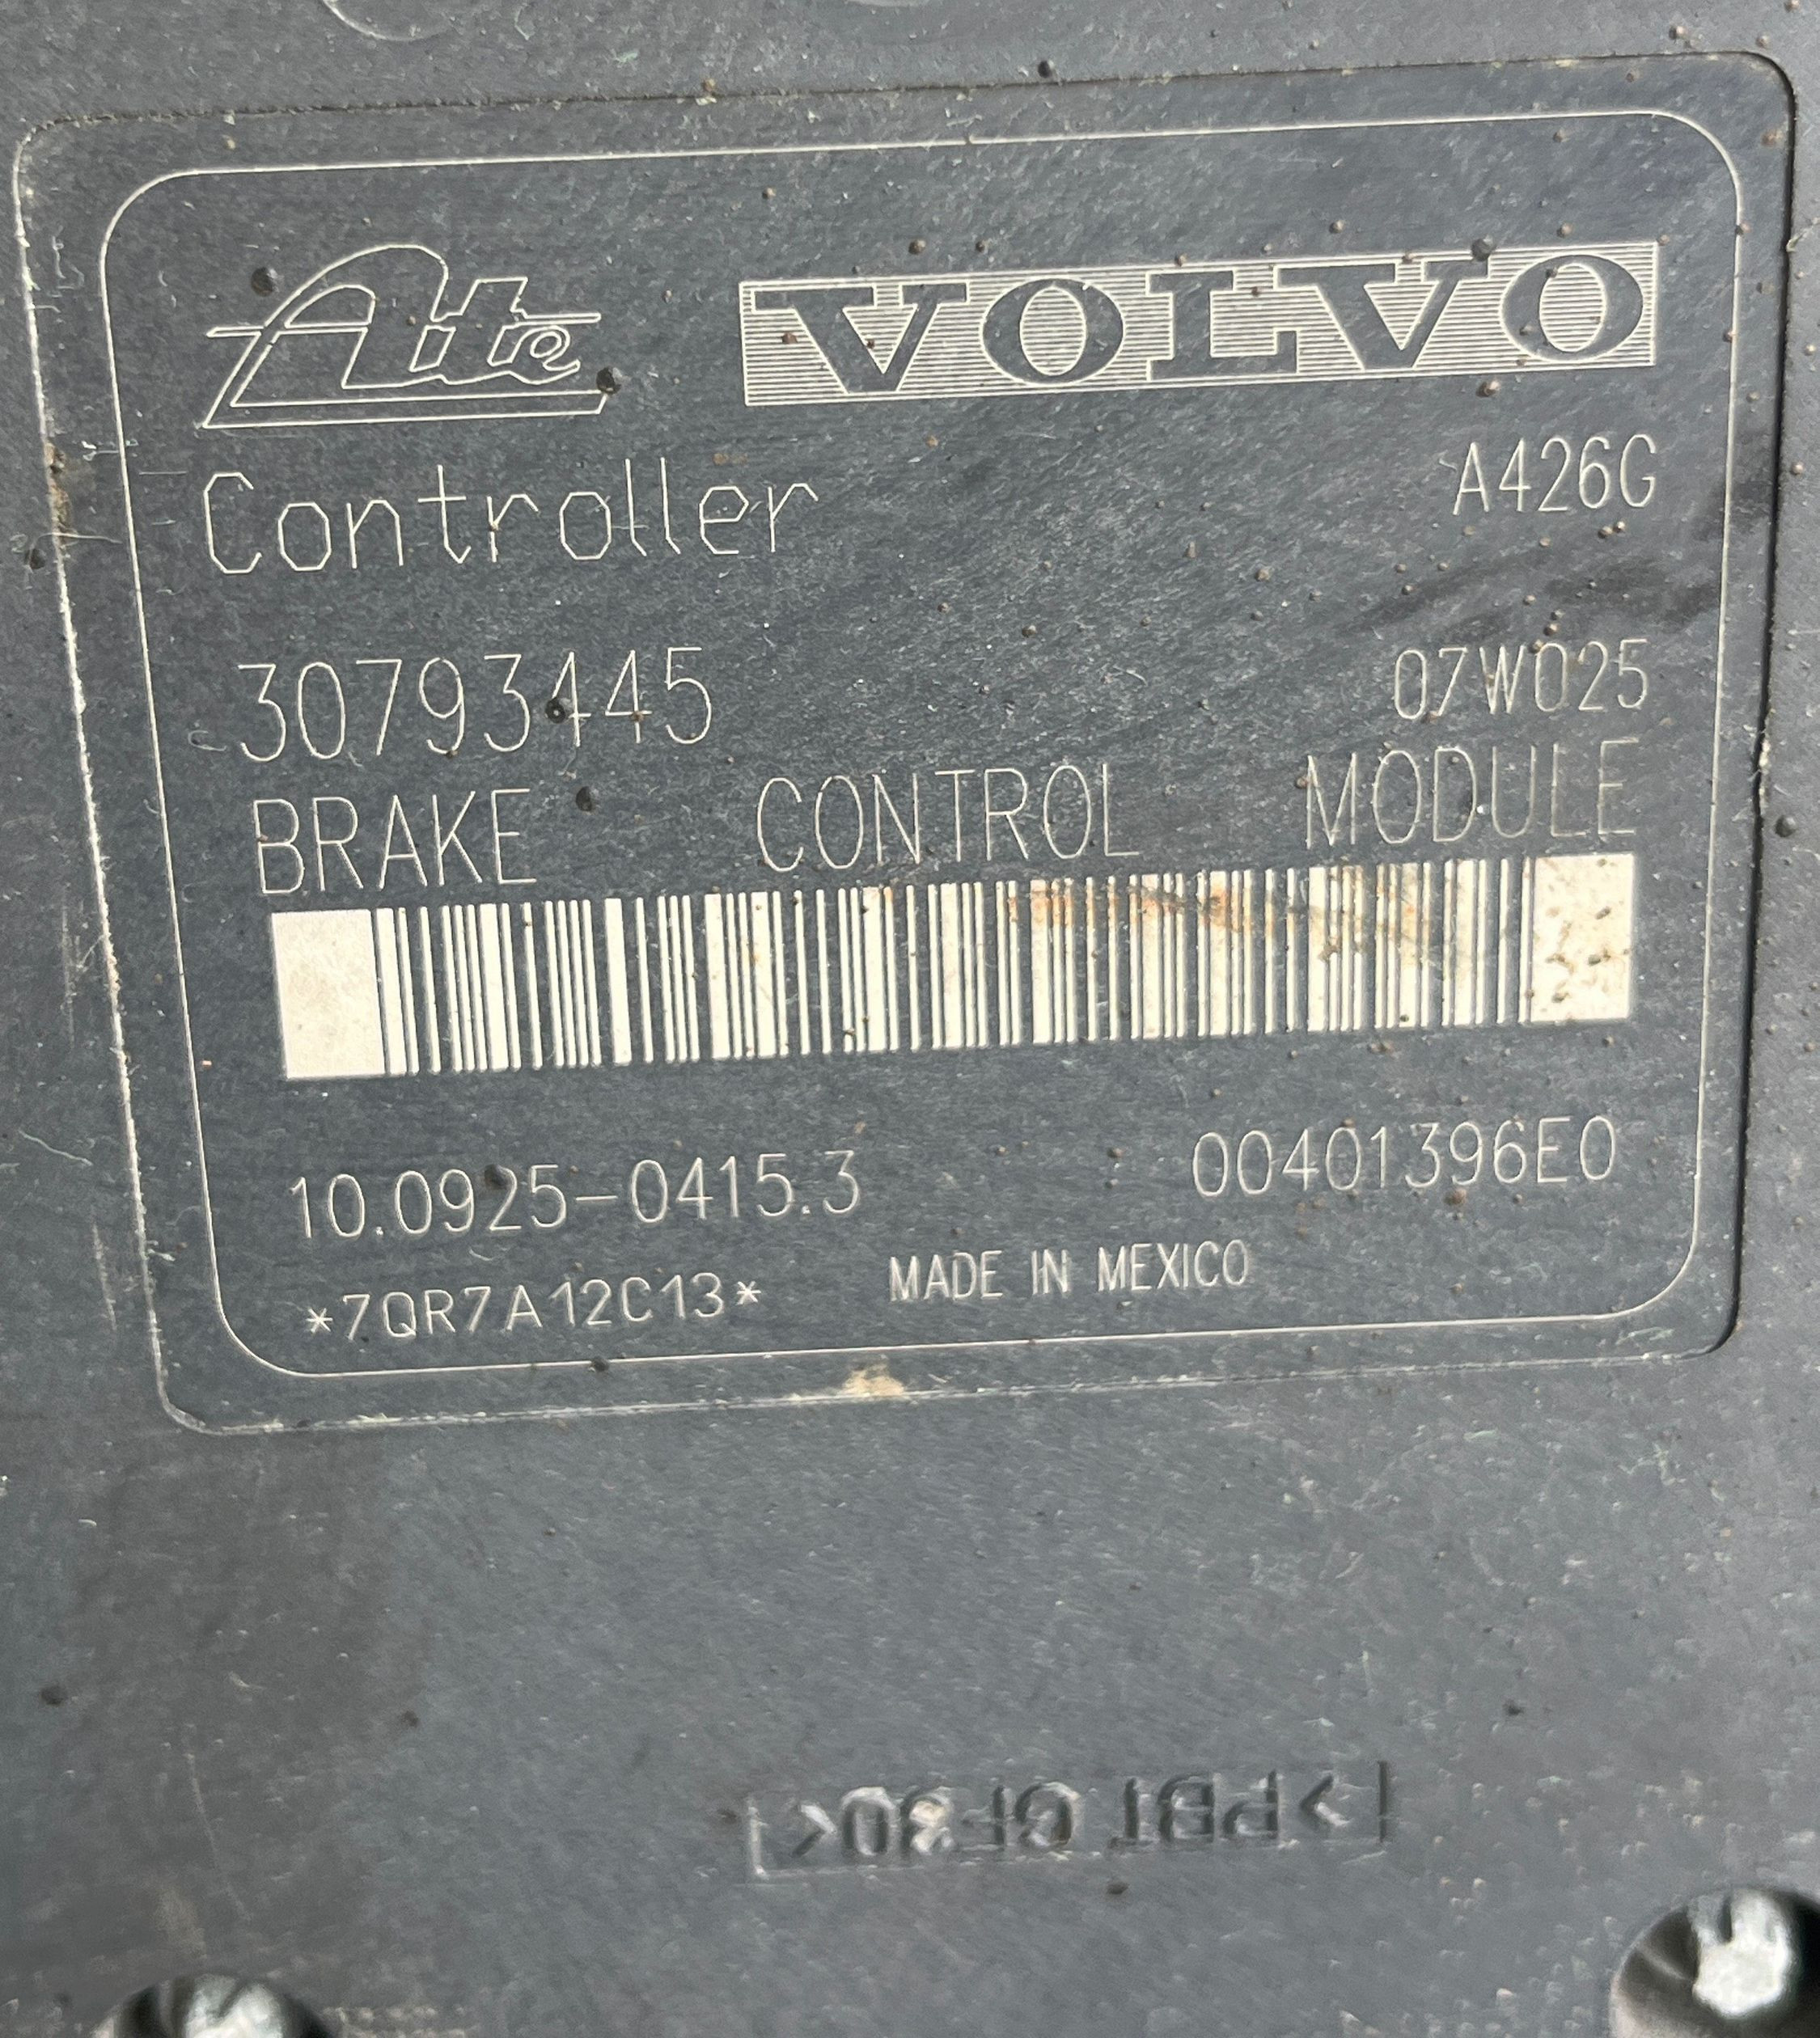 Ate VOLVO
Controller A426G
30793445 07W025
BRAKE CONTROL MODULE
10.0925-0415.3 00401396E0
*7QR7A12C13* MADE IN MEXICO
[>PBT GF30<]